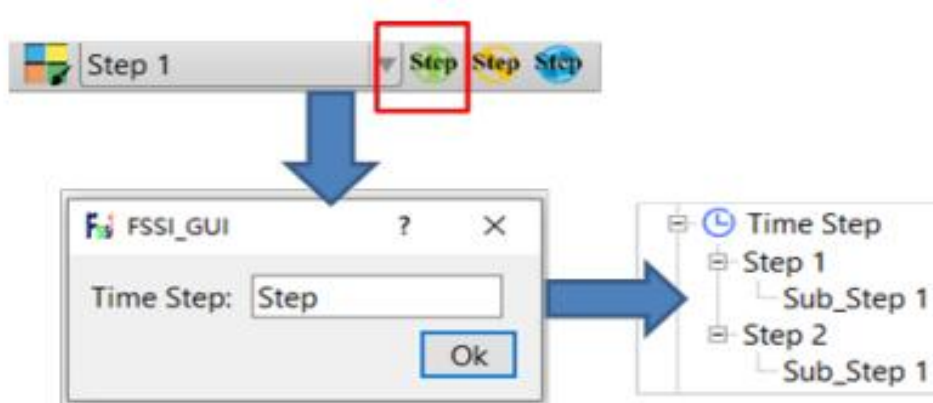 Step 1 Step Step Step
FSSI_GUI ? ×
Time Step: Step
Ok
Time Step
Step 1
Sub_Step 1
Step 2
Sub_Step 1